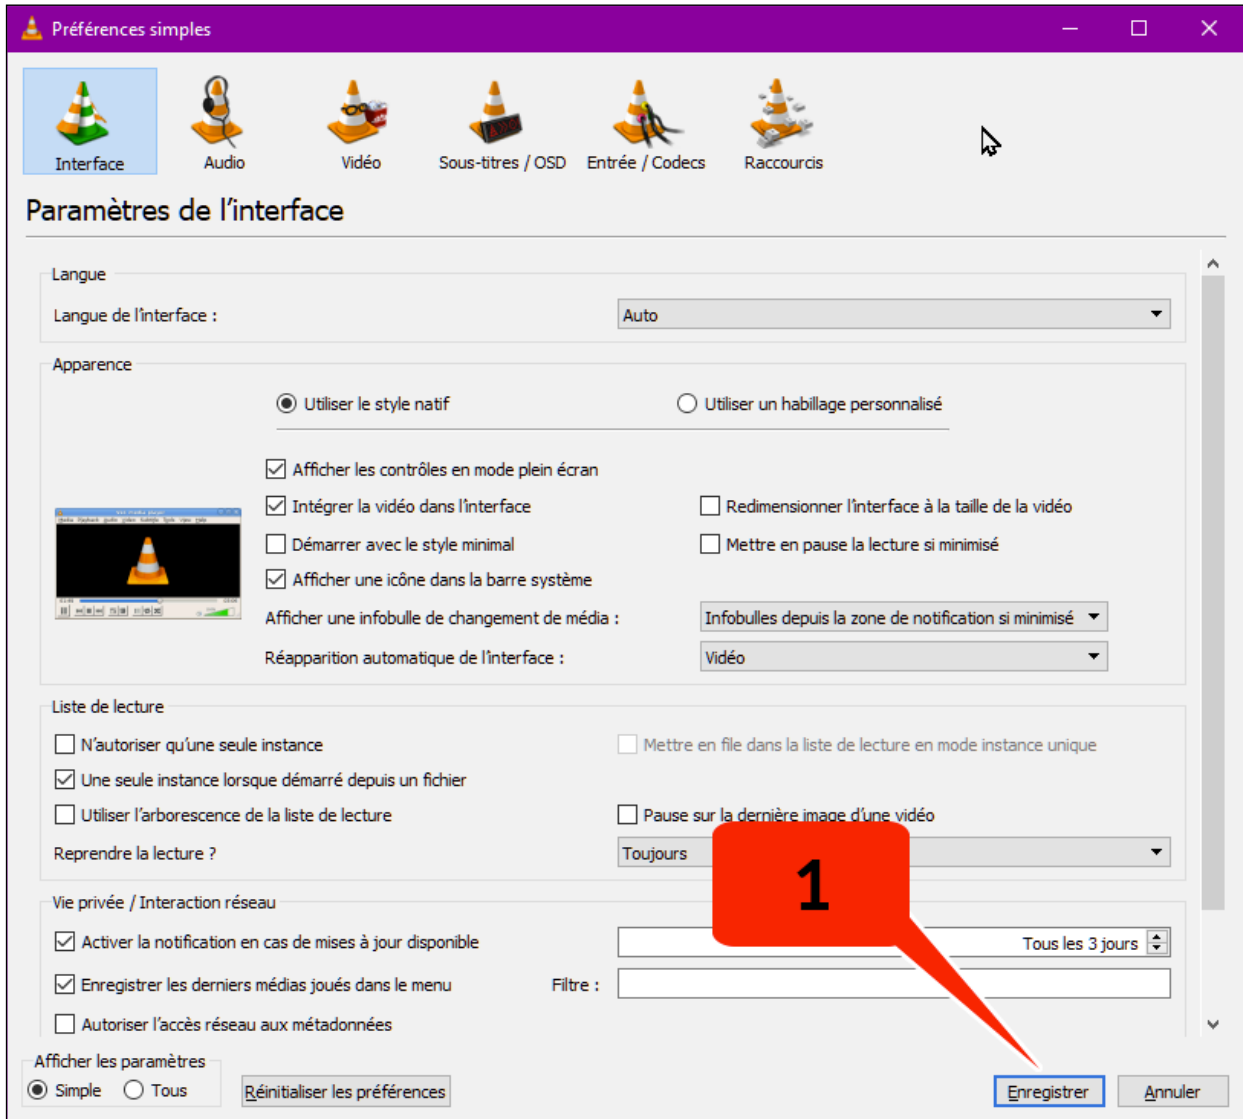 Préférences simples
Interface
Audio
Vidéo
Sous-titres / OSD
Entrée / Codecs
Raccourcis
Paramètres de l'interface
Langue
Langue de l'interface :
Auto
Apparence
Utiliser le style natif
Utiliser un habillage personnalisé
Afficher les contrôles en mode plein écran
Intégrer la vidéo dans l'interface
Redimensionner l'interface à la taille de la vidéo
Démarrer avec le style minimal
Mettre en pause la lecture si minimisé
Afficher une icône dans la barre système
Afficher une infobulle de changement de média :
Infobulles depuis la zone de notification si minimisé
Réapparition automatique de l'interface :
Vidéo
Liste de lecture
N'autoriser qu'une seule instance
Mettre en file dans la liste de lecture en mode instance unique
Une seule instance lorsque démarré depuis un fichier
Utiliser l'arborescence de la liste de lecture
Pause sur la dernière image d'une vidéo
Reprendre la lecture ?
Toujours
1
Vie privée / Interaction réseau
Activer la notification en cas de mises à jour disponible
Tous les 3 jours
Enregistrer les derniers médias joués dans le menu
Filtre :
Autoriser l'accès réseau aux métadonnées
Afficher les paramètres
Simple
Tous
Réinitialiser les préférences
Enregistrer
Annuler